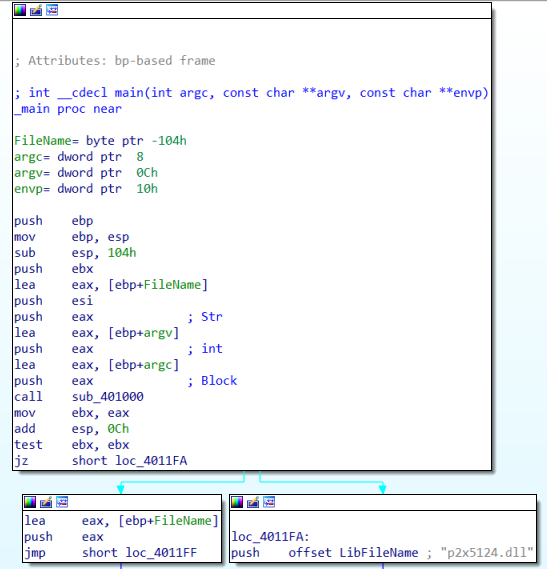 ; Attributes: bp-based frame
; int __cdecl main(int argc, const char **argv, const char **envp)
_main proc near
FileName= byte ptr -104h
argc= dword ptr  8
argv= dword ptr  0Ch
envp= dword ptr  10h
push    ebp
mov     ebp, esp
sub     esp, 104h
push    ebx
lea     eax, [ebp+FileName]
push    esi
push    eax             ; Str
lea     eax, [ebp+argv]
push    eax             ; int
lea     eax, [ebp+argc]
push    eax             ; Block
call    sub_401000
mov     ebx, eax
add     esp, 0Ch
test    ebx, ebx
jz      short loc_4011FA
lea     eax, [ebp+FileName]
push    eax
jmp     short loc_4011FF
loc_4011FA:
push    offset LibFileName ; "p2x5124.dll"